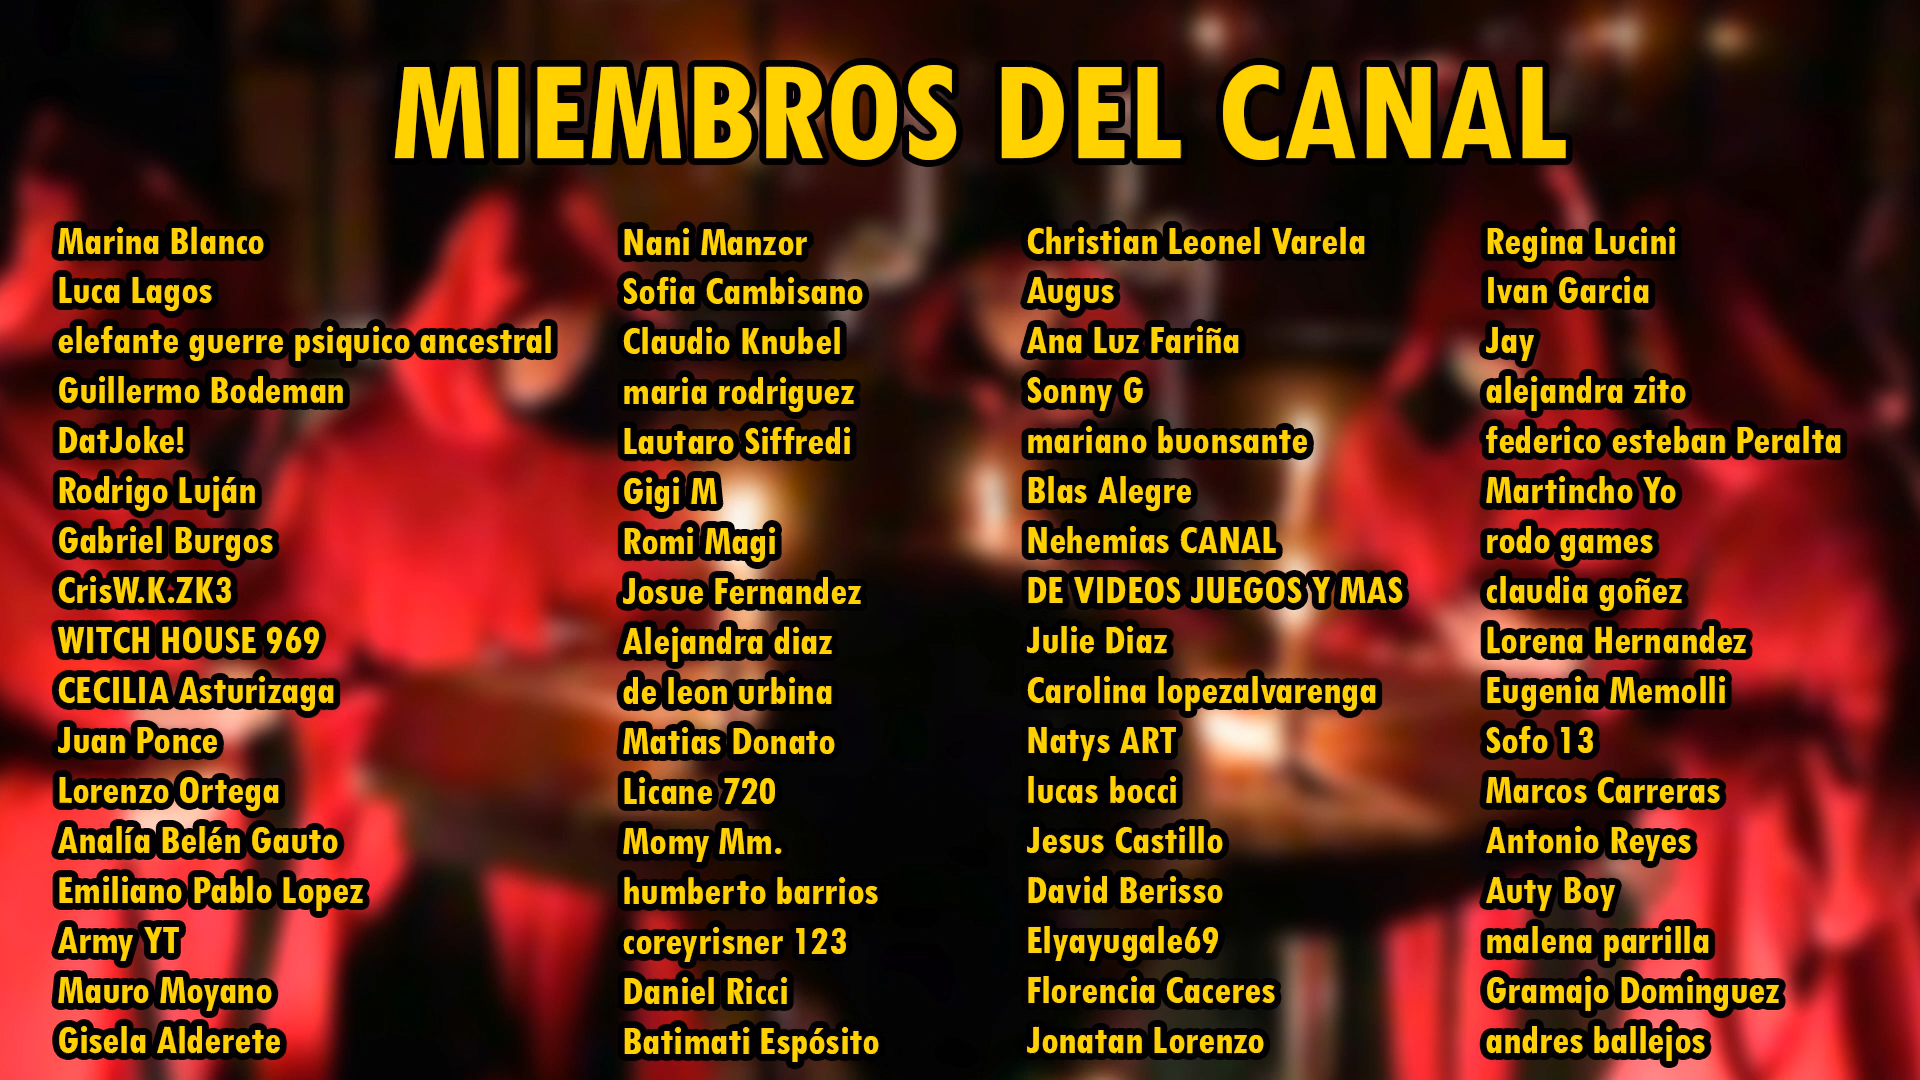 MIEMBROS DEL CANAL
Marina Blanco
Luca Lagos
elefante guerre psiquico ancestral
Guillermo Bodeman
DatJoke!
Rodrigo Luján
Gabriel Burgos
CrisW.K.ZK3
WITCH HOUSE 969
CECILIA Asturizaga
Juan Ponce
Lorenzo Ortega
Analía Belén Gauto
Emiliano Pablo Lopez
Army YT
Mauro Moyano
Gisela Alderete
Nani Manzor
Sofia Cambisano
Claudio Knubel
maria rodriguez
Lautaro Siffredi
Gigi M
Romi Magi
Josue Fernandez
Alejandra diaz
de leon urbina
Matias Donato
Licane 720
Momy Mm.
humberto barrios
coreyrisner 123
Daniel Ricci
Batimati Espósito
Christian Leonel Varela
Augus
Ana Luz Fariña
Sonny G
mariano buonsante
Blas Alegre
Nehemias CANAL
DE VIDEOS JUEGOS Y MAS
Julie Diaz
Carolina lopezalvarenga
Natys ART
lucas bocci
Jesus Castillo
David Berisso
Elyayugale69
Florencia Caceres
Jonatan Lorenzo
Regina Lucini
Ivan Garcia
Jay
alejandra zito
federico esteban Peralta
Martincho Yo
rodo games
claudia goñez
Lorena Hernandez
Eugenia Memolli
Sofo 13
Marcos Carreras
Antonio Reyes
Auty Boy
malena parrilla
Gramajo Dominguez
andres ballejos